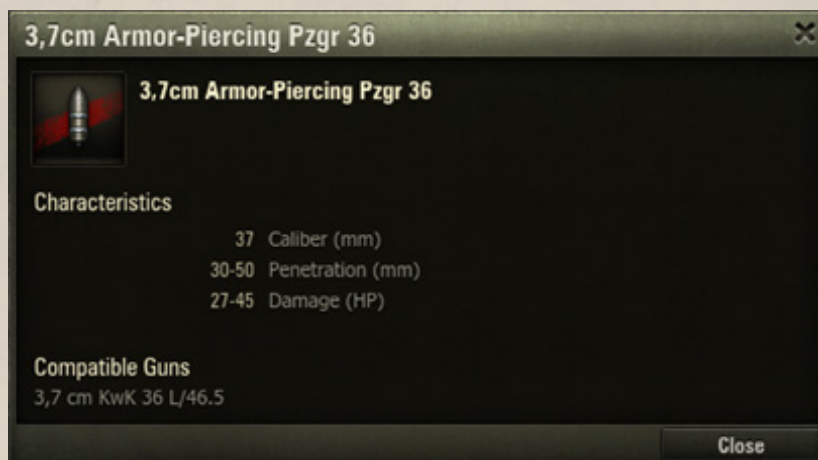 3,7cm Armor-Piercing Pzgr 36
3,7cm Armor-Piercing Pzgr 36
Characteristics
37 Caliber (mm)
30-50 Penetration (mm)
27-45 Damage (HP)
Compatible Guns
3,7 cm KwK 36 L/46.5
Close